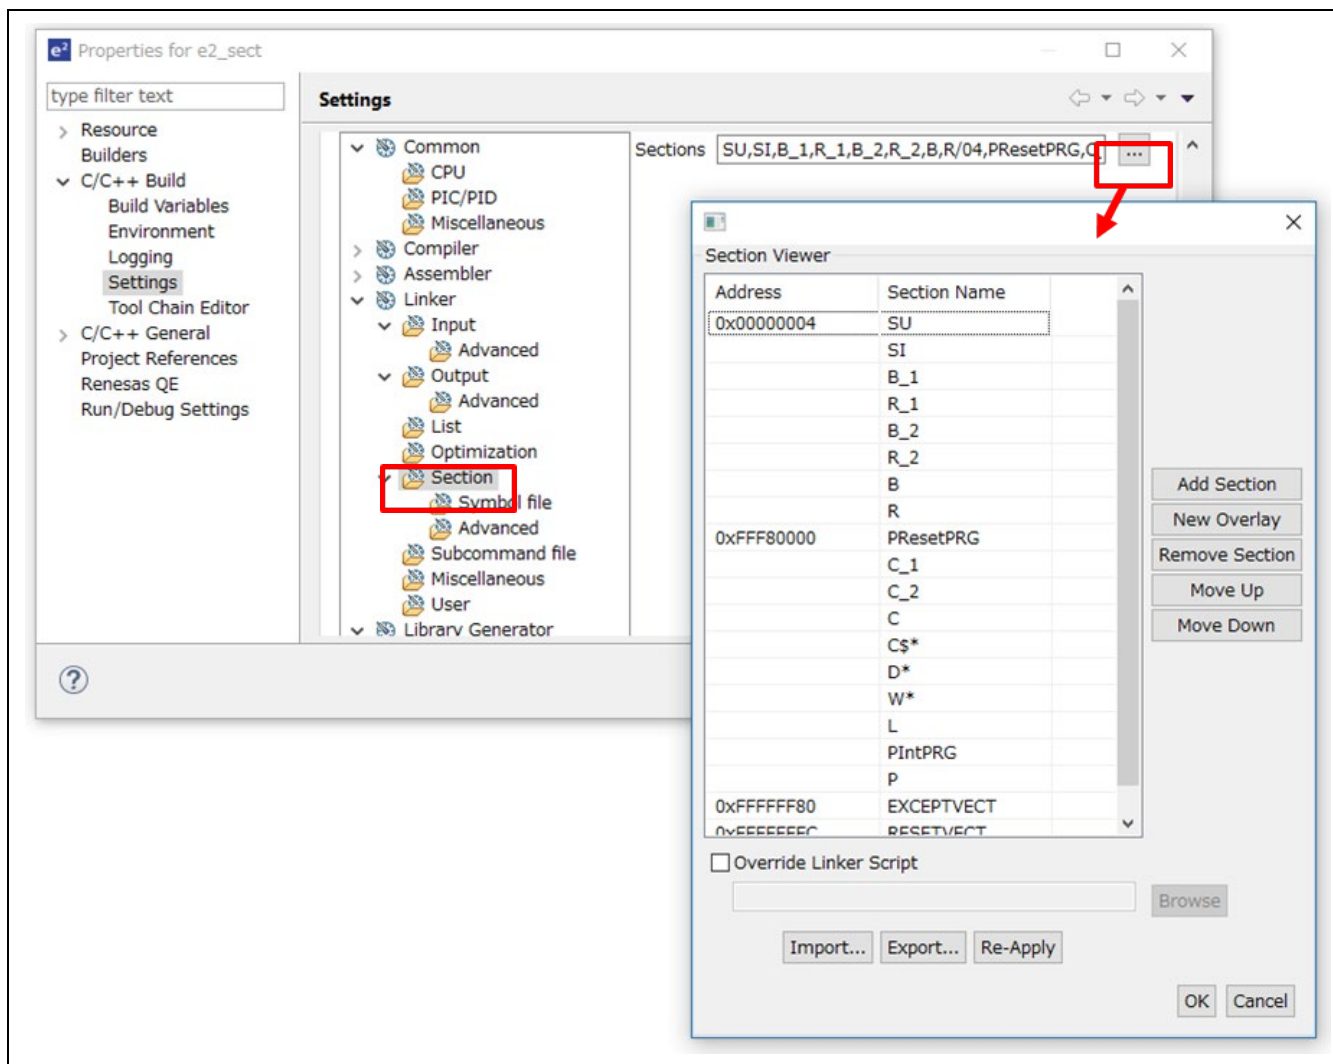 e² Properties for e2_sect
type filter text
Resource
Builders
C/C++ Build
Build Variables
Environment
Logging
Settings
Tool Chain Editor
C/C++ General
Project References
Renesas QE
Run/Debug Settings
Settings
Common
CPU
PIC/PID
Miscellaneous
Compiler
Assembler
Linker
Input
Advanced
Output
Advanced
List
Optimization
Section
Symbol file
Advanced
Subcommand file
Miscellaneous
User
Library Generator
Sections SU,SI,B_1,R_1,B_2,R_2,B,R/04,PResetPRG,C_ ...
Section Viewer
Address Section Name
0x00000004 SU
SI
B_1
R_1
B_2
R_2
B
R
0xFFF80000 PResetPRG
C_1
C_2
C
C$*
D*
W*
L
PIntPRG
P
0xFFFFFF80 EXCEPTVECT
0xFFFFFFFC RESETVECT
Add Section
New Overlay
Remove Section
Move Up
Move Down
Override Linker Script
Browse
Import... Export... Re-Apply
OK Cancel
?